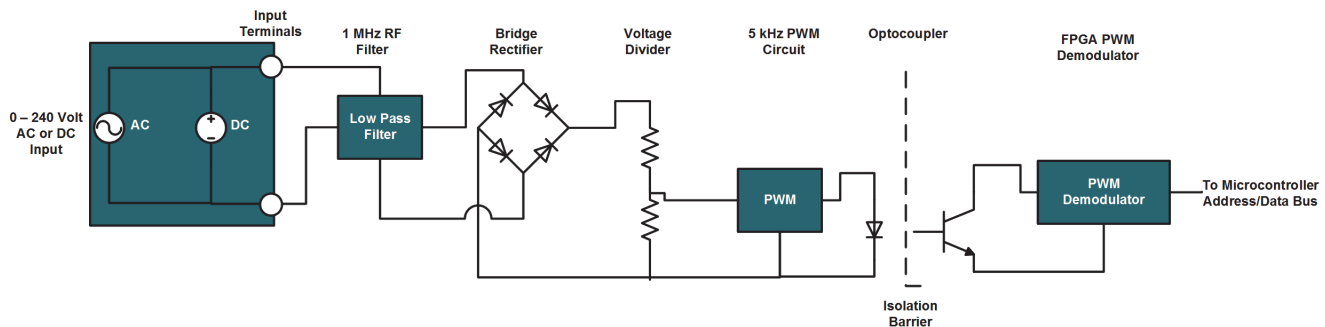 Input
Terminals
1 MHz RF
Filter
Bridge
Rectifier
Voltage
Divider
5 kHz PWM
Circuit
Optocoupler
FPGA PWM
Demodulator
0 – 240 Volt
AC or DC
Input
AC
+
–
DC
Low Pass
Filter
PWM
PWM
Demodulator
To Microcontroller
Address/Data Bus
Isolation
Barrier